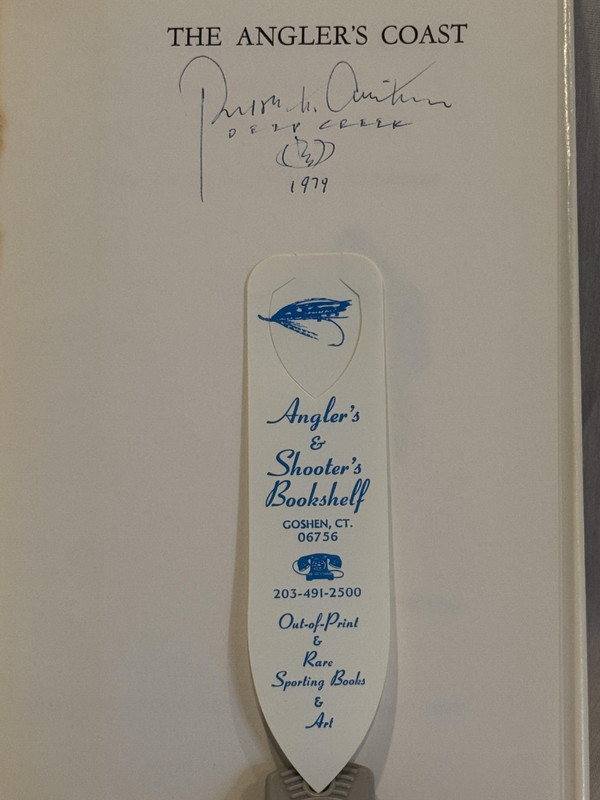 THE ANGLER'S COAST
DEEP CREEK
1979
Angler's
&
Shooter's
Bookshelf
GOSHEN, CT.
06756
203-491-2500
Out-of-Print
&
Rare
Sporting Books
&
Art